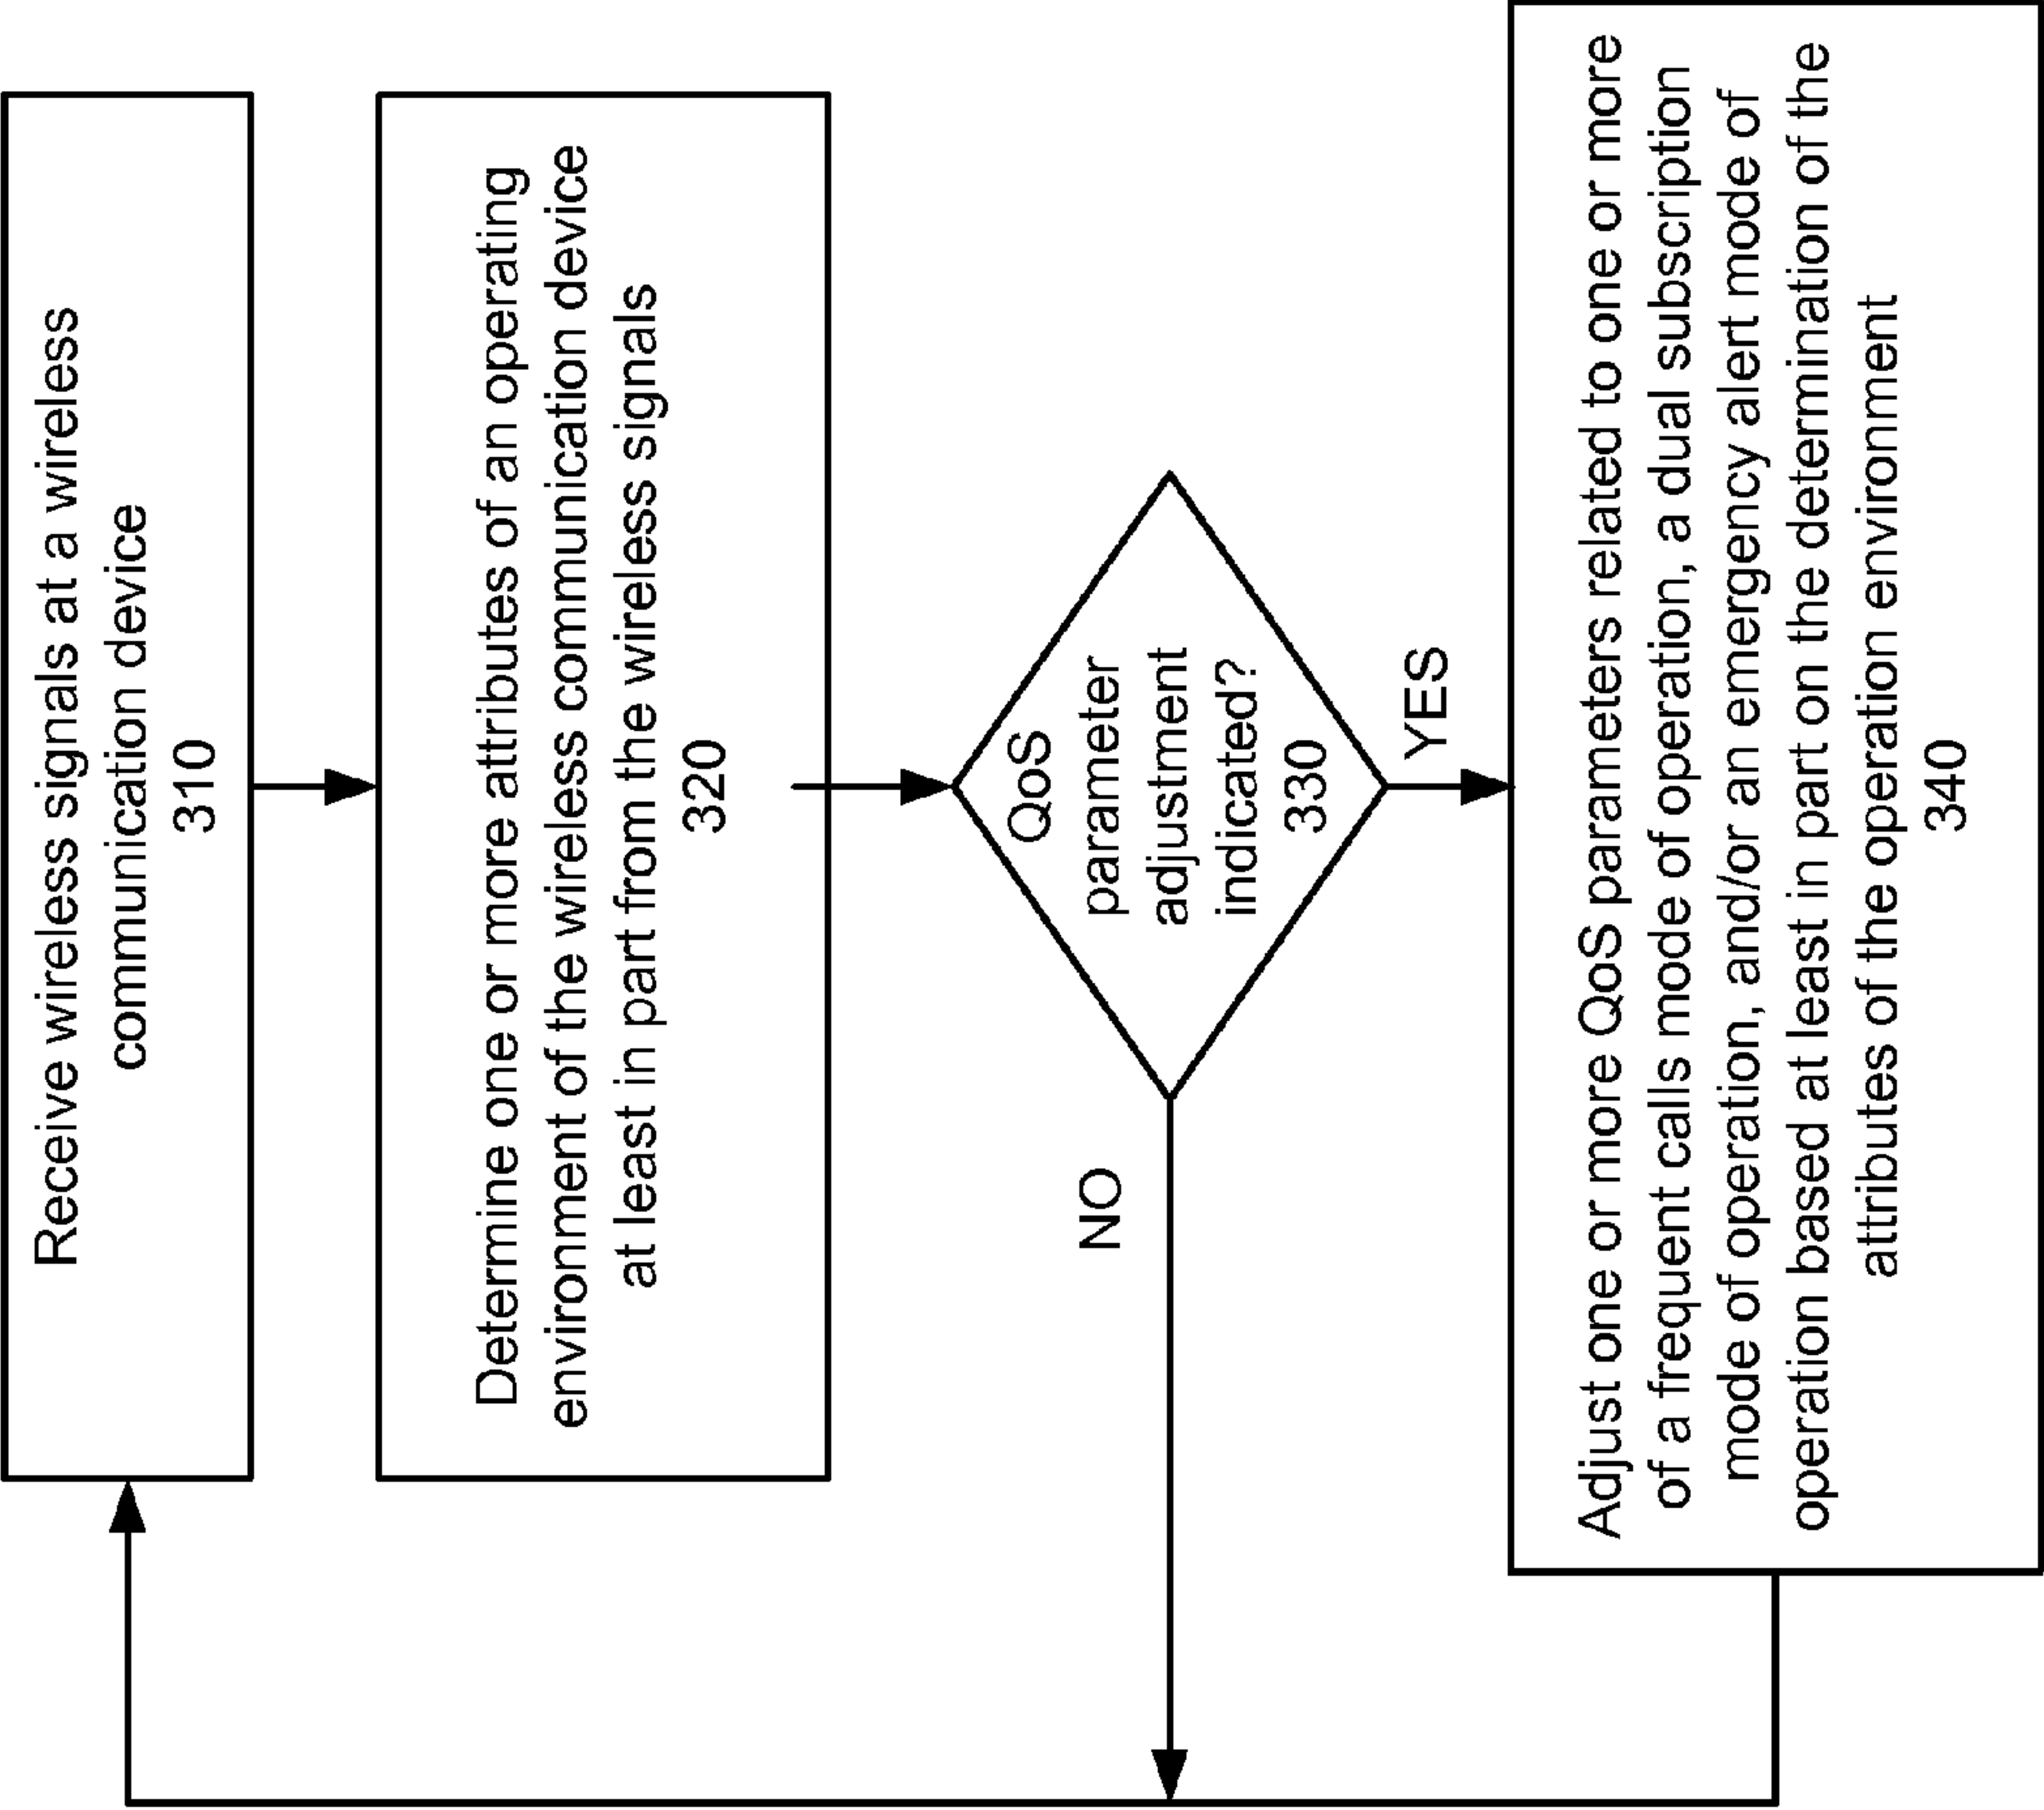 Receive wireless signals at a wireless
communication device
310
Determine one or more attributes of an operating
environment of the wireless communication device
at least in part from the wireless signals
320
QoS
parameter
adjustment
indicated?
330
NO
YES
Adjust one or more QoS parameters related to one or more
of a frequent calls mode of operation, a dual subscription
mode of operation, and/or an emergency alert mode of
operation based at least in part on the determination of the
attributes of the operation environment
340